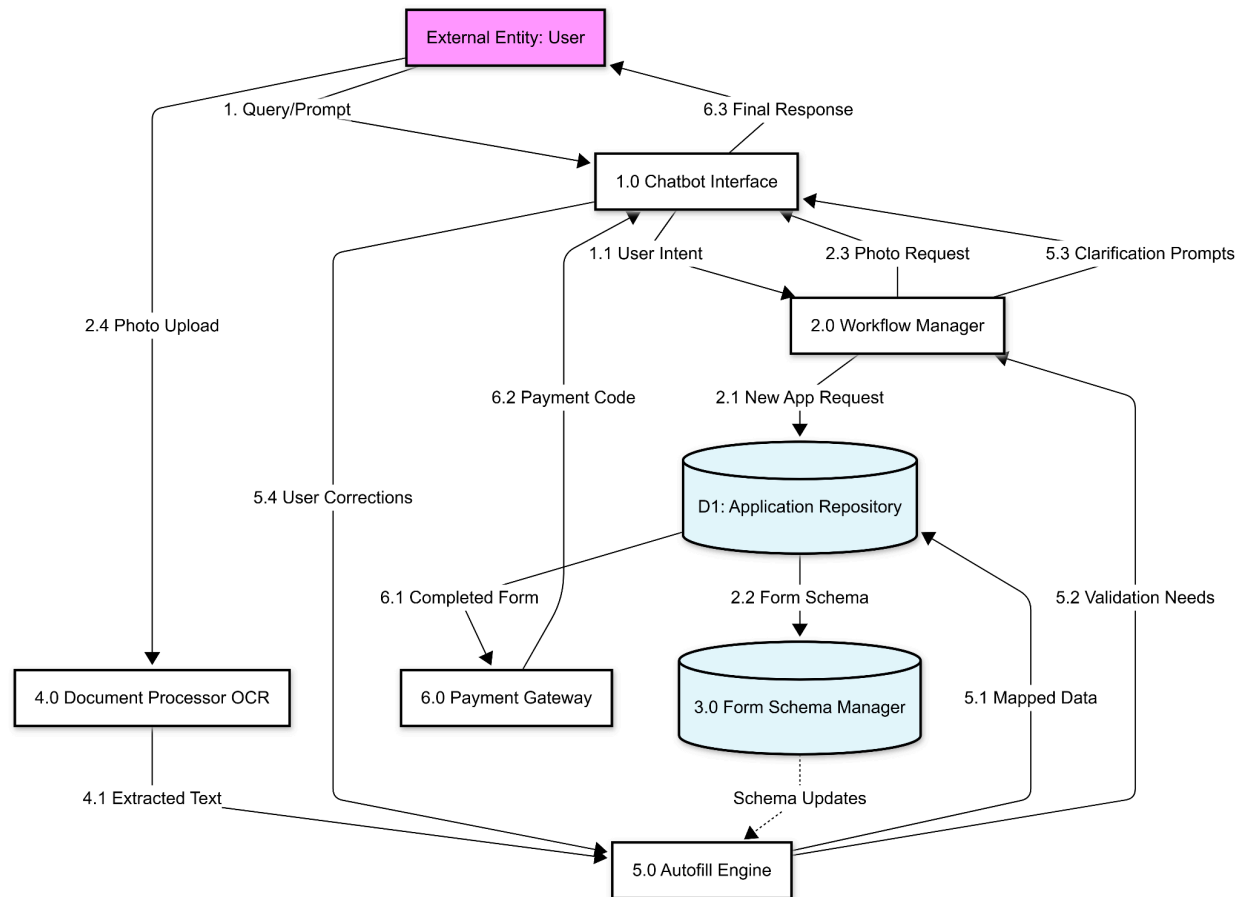 External Entity: User
1. Query/Prompt
6.3 Final Response
1.0 Chatbot Interface
1.1 User Intent
2.3 Photo Request
5.3 Clarification Prompts
2.4 Photo Upload
2.0 Workflow Manager
6.2 Payment Code
2.1 New App Request
5.4 User Corrections
D1: Application Repository
6.1 Completed Form
2.2 Form Schema
5.2 Validation Needs
4.0 Document Processor OCR
6.0 Payment Gateway
3.0 Form Schema Manager
5.1 Mapped Data
4.1 Extracted Text
Schema Updates
5.0 Autofill Engine